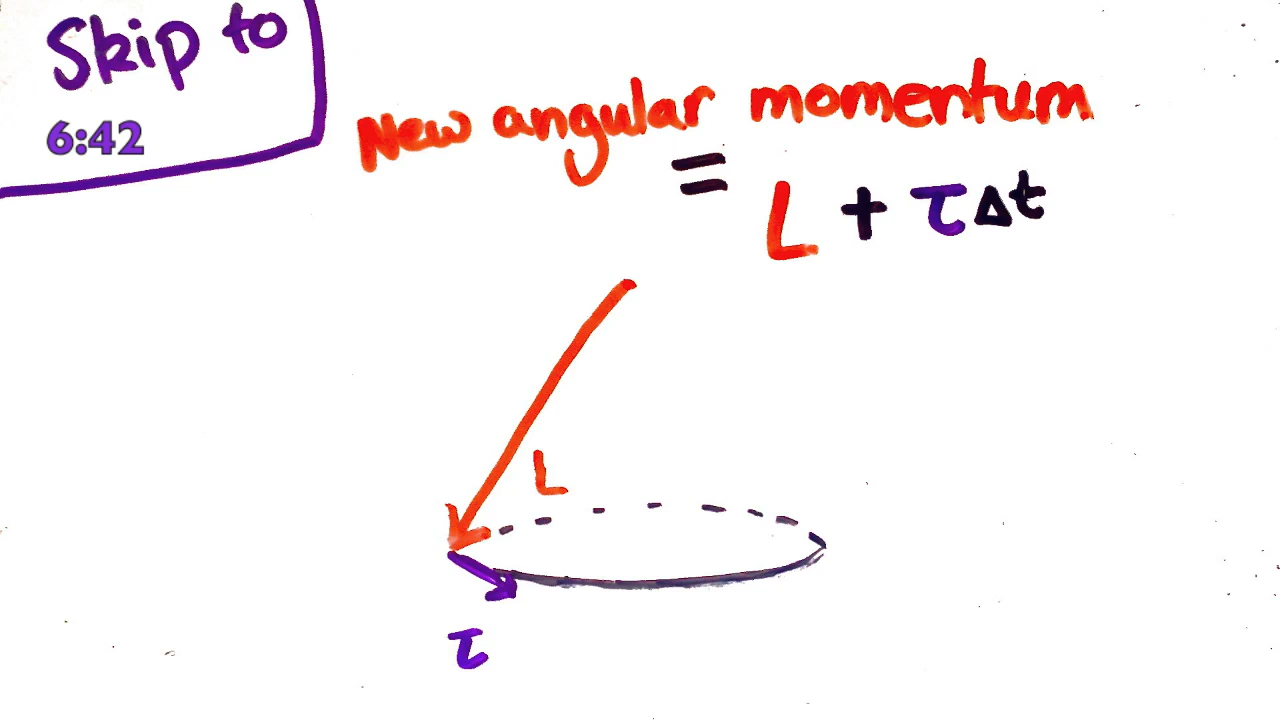 Skip to
6:42
New angular momentum
=
L + τΔt
L
τ